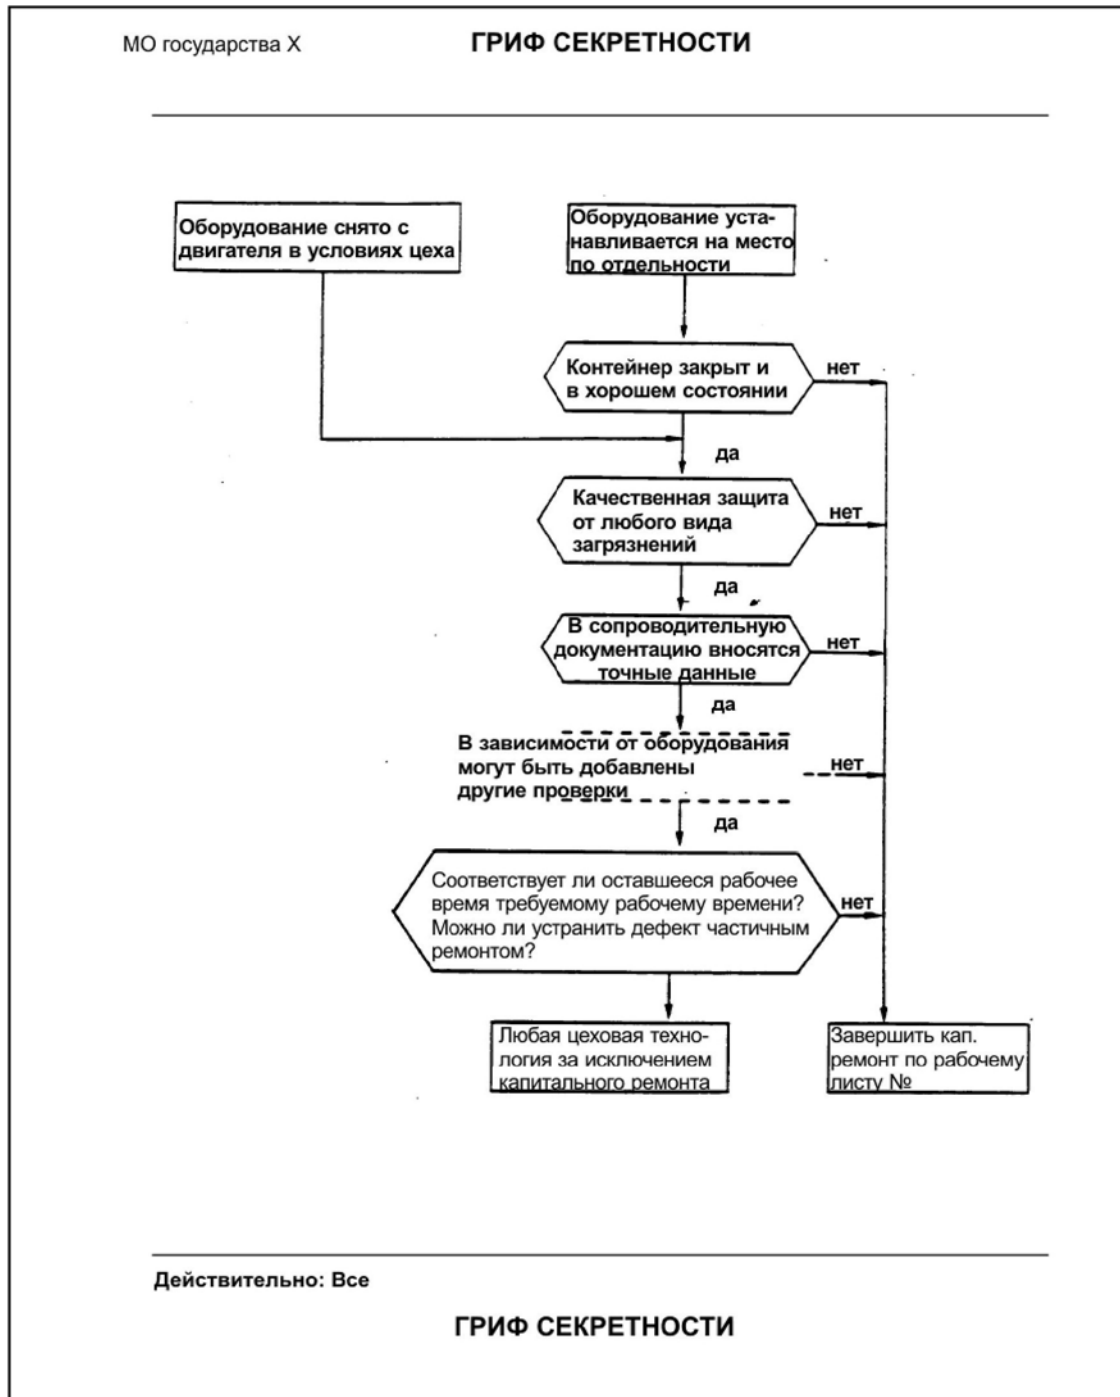 МО государства X
ГРИФ СЕКРЕТНОСТИ
Оборудование снято с
двигателя в условиях цеха
Оборудование уста-
навливается на место
по отдельности
Контейнер закрыт и
в хорошем состоянии
нет
да
Качественная защита
от любого вида
загрязнений
нет
да
В сопроводительную
документацию вносятся
точные данные
нет
да
В зависимости от оборудования
могут быть добавлены
другие проверки
нет
да
Соответствует ли оставшееся рабочее
время требуемому рабочему времени?
Можно ли устранить дефект частичным
ремонтом?
нет
Любая цеховая техно-
логия за исключением
капитального ремонта
Завершить кап.
ремонт по рабочему
листу №
Действительно: Все
ГРИФ СЕКРЕТНОСТИ